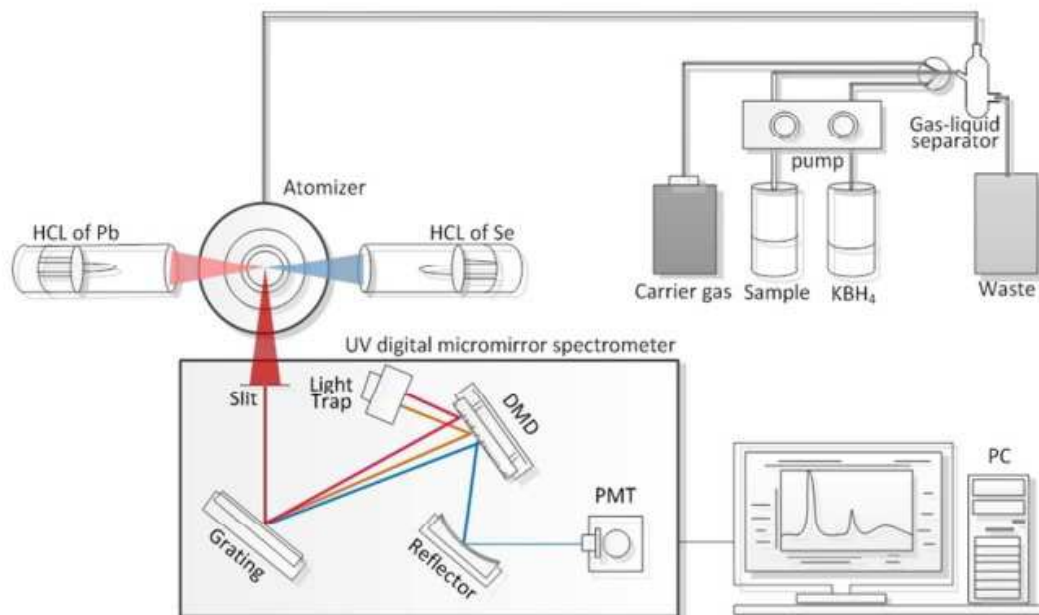 Gas-liquid
separator
pump
Atomizer
HCL of Pb
HCL of Se
Carrier gas
Sample
KBH₄
Waste
UV digital micromirror spectrometer
Slit
Light
Trap
DMD
PC
PMT
Grating
Reflector